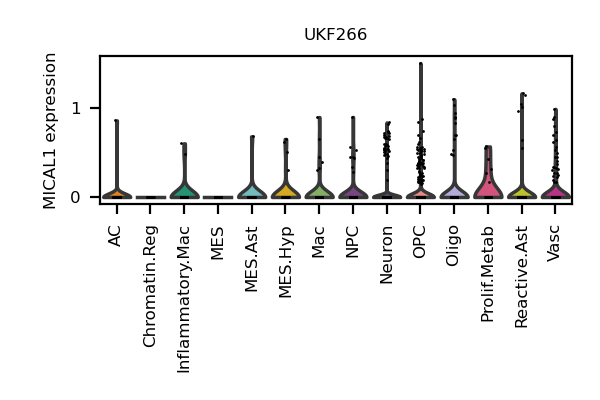 UKF266
MICAL1 expression
1
0
AC
Chromatin.Reg
Inflammatory.Mac
MES
MES.Ast
MES.Hyp
Mac
NPC
Neuron
OPC
Oligo
Prolif.Metab
Reactive.Ast
Vasc